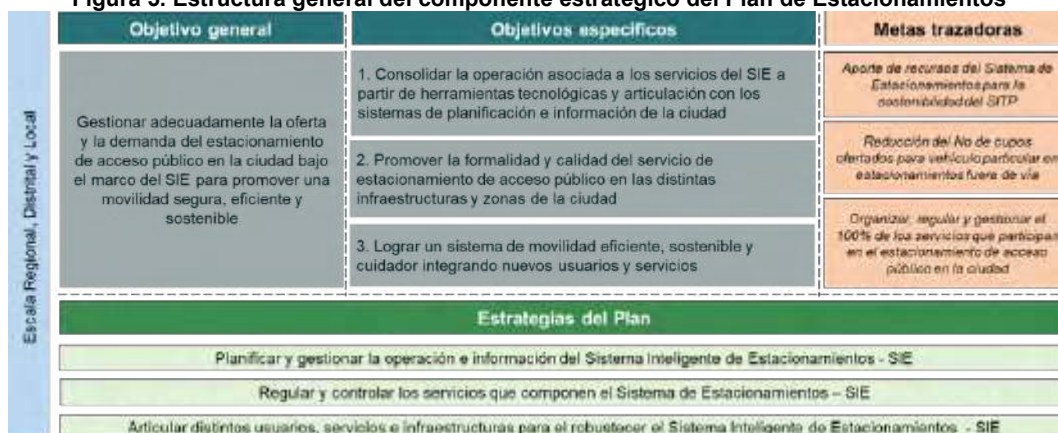 Figura 3. Estructura general del componente estratégico del Plan de Estacionamientos
Escala Regional, Distrital y Local
Objetivo general
Gestionar adecuadamente la oferta
y la demanda del estacionamiento
de acceso público en la ciudad bajo
el marco del SIE para promover una
movilidad segura, eficiente y
sostenible
Objetivos específicos
1. Consolidar la operación asociada a los servicios del SIE a
partir de herramientas tecnológicas y articulación con los
sistemas de planificación e información de la ciudad
2. Promover la formalidad y calidad del servicio de
estacionamiento de acceso público en las distintas
infraestructuras y zonas de la ciudad
3. Lograr un sistema de movilidad eficiente, sostenible y
cuidador integrando nuevos usuarios y servicios
Metas trazadoras
Aporte de recursos del Sistema de
Estacionamientos para la
sostenibilidad del SITP
Reducción del No de cupos
ofertados para vehículo particular en
estacionamientos fuera de vía
Organizar, regular y gestionar el
100% de los servicios que participan
en el estacionamiento de acceso
público en la ciudad
Estrategias del Plan
Planificar y gestionar la operación e información del Sistema Inteligente de Estacionamientos - SIE
Regular y controlar los servicios que componen el Sistema de Estacionamientos – SIE
Articular distintos usuarios, servicios e infraestructuras para el robustecer el Sistema Inteligente de Estacionamientos - SIE